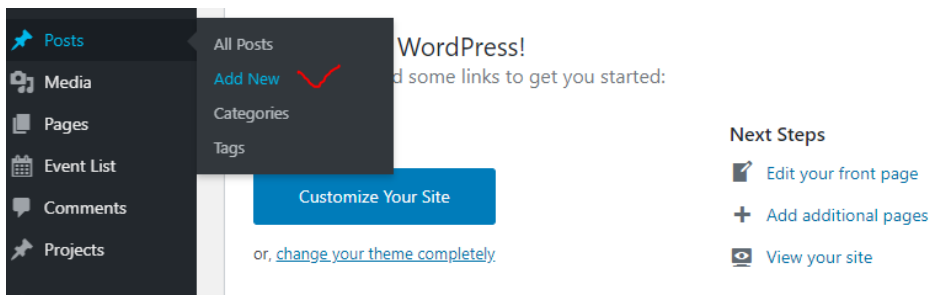 Posts
Media
Pages
Event List
Comments
Projects
All Posts
Add New
Categories
Tags
WordPress!
d some links to get you started:
Customize Your Site
or, change your theme completely
Next Steps
Edit your front page
Add additional pages
View your site